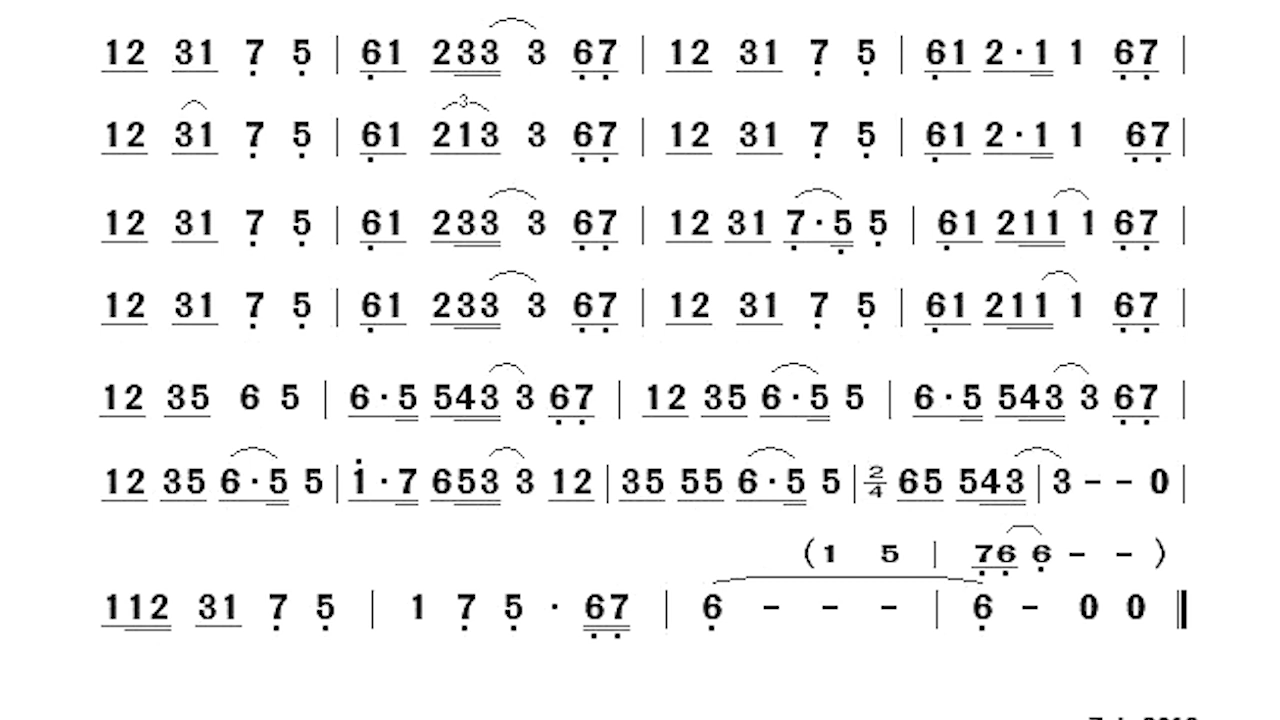 12 31 7 5 | 61 233 3 67 | 12 31 7 5 | 61 2·1 1 67 |
3
12 31 7 5 | 61 213 3 67 | 12 31 7 5 | 61 2·1 1 67 |
12 31 7 5 | 61 233 3 67 | 12 31 7·5 5 | 61 211 1 67 |
12 31 7 5 | 61 233 3 67 | 12 31 7 5 | 61 211 1 67 |
12 35 6 5 | 6·5 543 3 67 | 12 35 6·5 5 | 6·5 543 3 67 |
12 35 6·5 5 | 1·7 653 3 12 | 35 55 6·5 5 | 2/4 65 543 | 3 - - 0 |
(1 5 | 76 6 - - )
112 31 7 5 | 1 7 5 · 67 | 6 - - - | 6 - 0 0 ‖